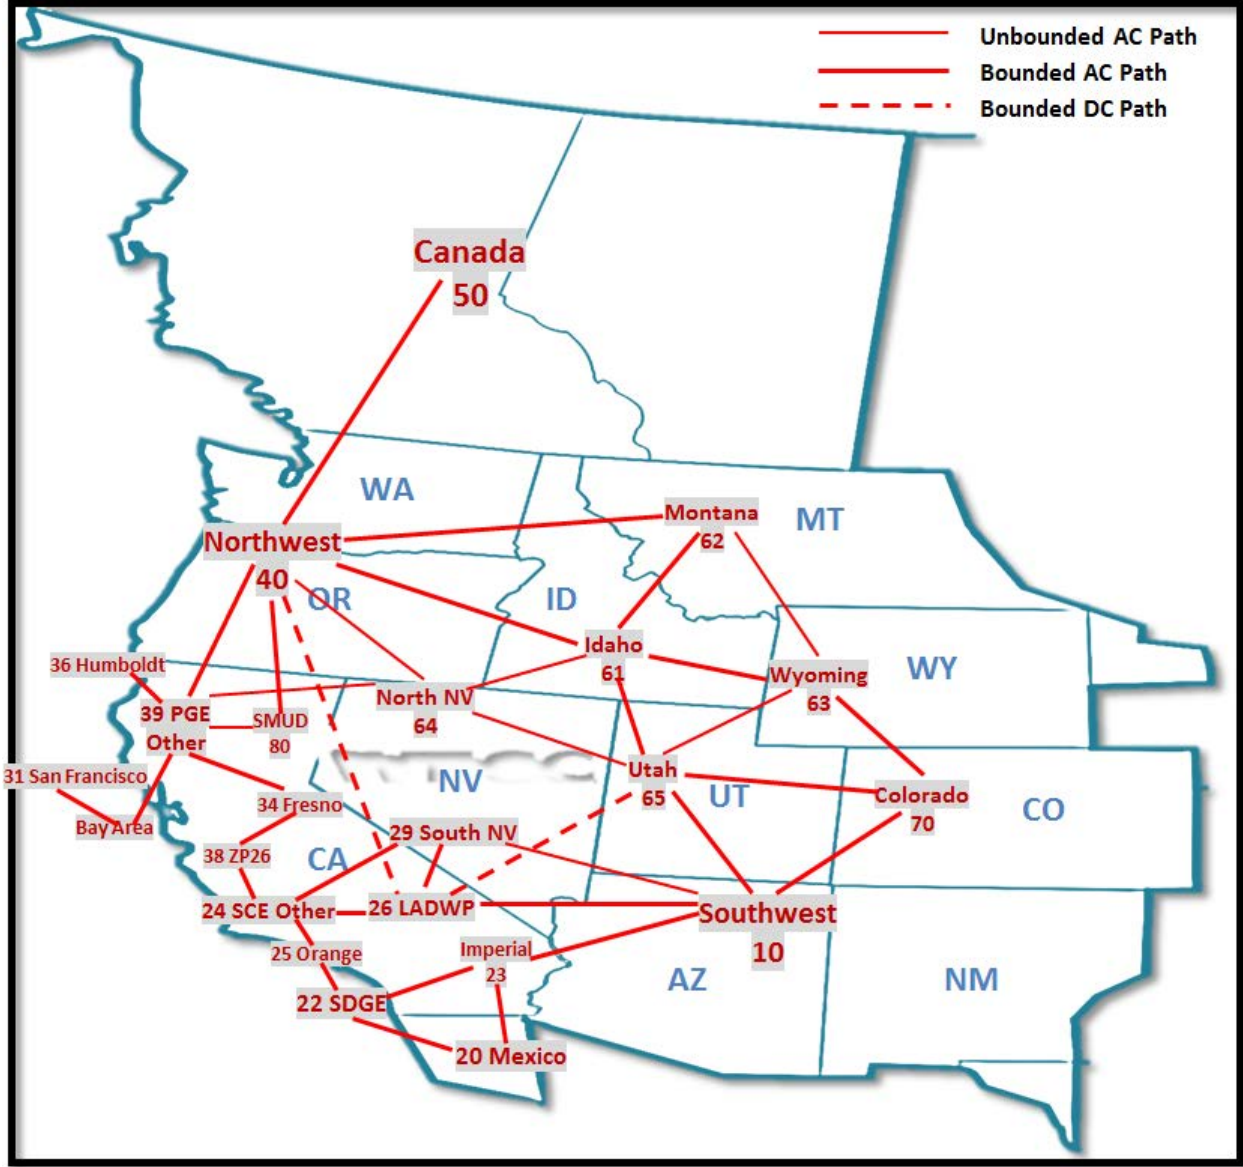 Unbounded AC Path
Bounded AC Path
Bounded DC Path
Canada
50
WA
Montana
62
MT
Northwest
40
OR
ID
36 Humboldt
Idaho
61
Wyoming
63
WY
North NV
64
39 PGE
Other
SMUD
80
31 San Francisco
NV
Utah
65
UT
Colorado
70
CO
34 Fresno
Bay Area
29 South NV
38 ZP26
CA
24 SCE Other
26 LADWP
Southwest
10
25 Orange
Imperial
23
AZ
NM
22 SDGE
20 Mexico